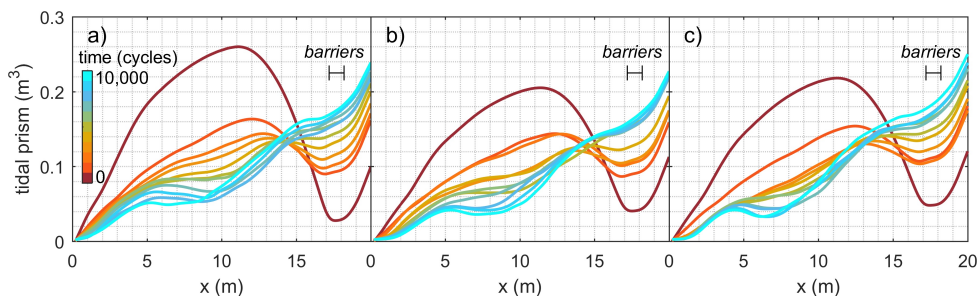 0.3
0.2
0.1
0
tidal prism (m³)
a)
time (cycles)
10,000
0
barriers
b)
barriers
c)
barriers
0 5 10 15 0 5 10 15 0 5 10 15 20
x (m) x (m) x (m)